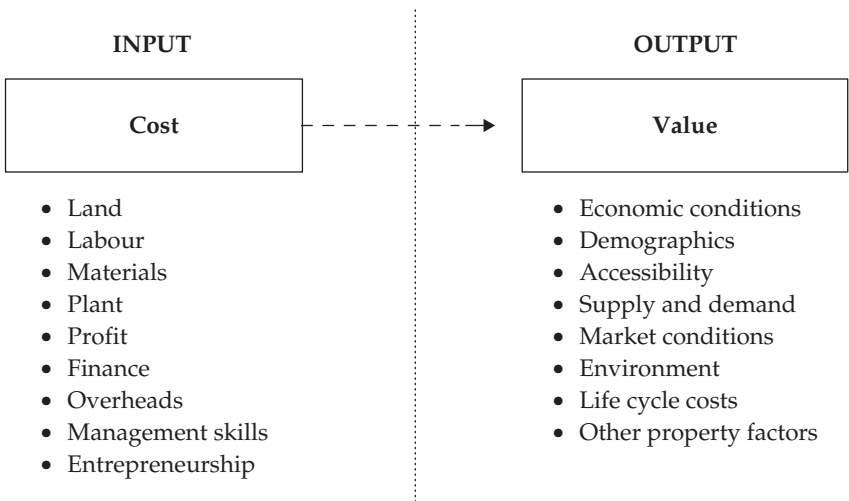 INPUT
Cost
• Land
• Labour
• Materials
• Plant
• Profit
• Finance
• Overheads
• Management skills
• Entrepreneurship
OUTPUT
Value
• Economic conditions
• Demographics
• Accessibility
• Supply and demand
• Market conditions
• Environment
• Life cycle costs
• Other property factors